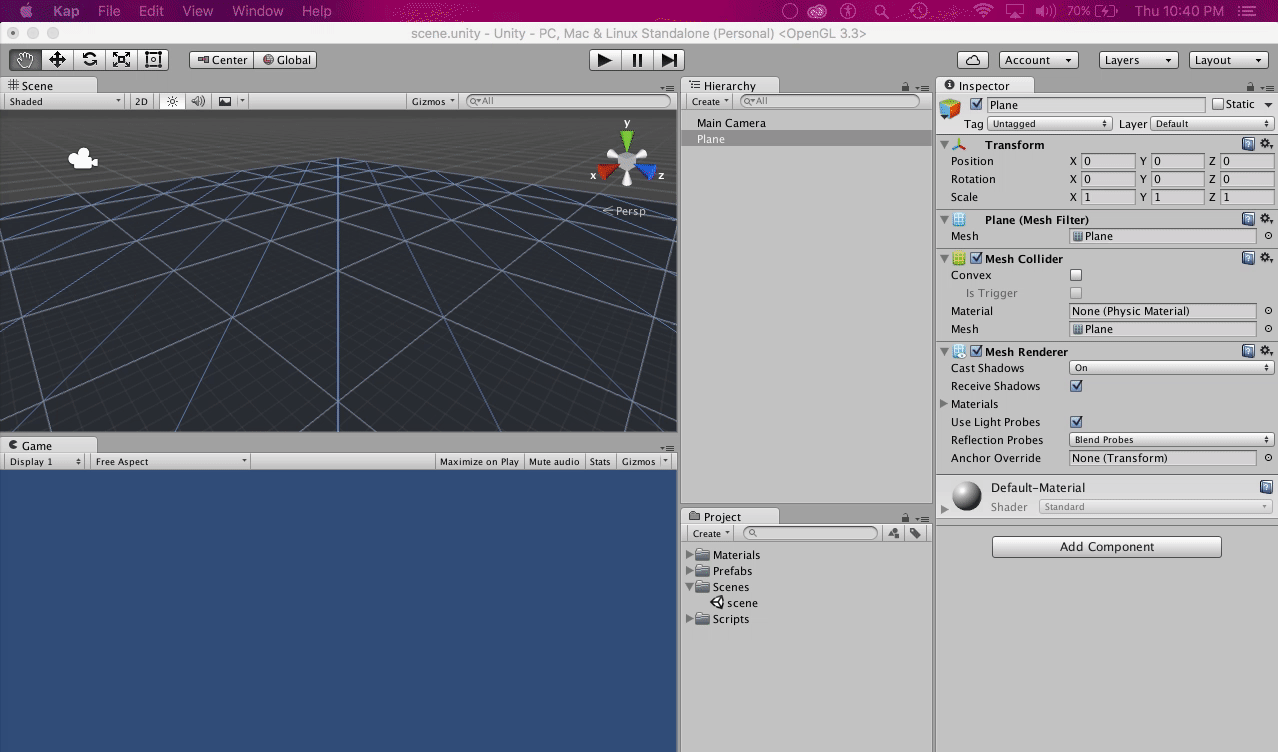 Kap File Edit View Window Help 70% Thu 10:40 PM
scene.unity - Unity - PC, Mac & Linux Standalone (Personal) <OpenGL 3.3>
Center Global Account Layers Layout
Scene
Shaded 2D Gizmos All
y
x z
Persp
Game
Display 1 Free Aspect Maximize on Play Mute audio Stats Gizmos
Hierarchy
Create All
Main Camera
Plane
Project
Create
Materials
Prefabs
Scenes
scene
Scripts
Inspector
Plane Static
Tag Untagged Layer Default
Transform
Position X 0 Y 0 Z 0
Rotation X 0 Y 0 Z 0
Scale X 1 Y 1 Z 1
Plane (Mesh Filter)
Mesh Plane
Mesh Collider
Convex
Is Trigger
Material None (Physic Material)
Mesh Plane
Mesh Renderer
Cast Shadows On
Receive Shadows
Materials
Use Light Probes
Reflection Probes Blend Probes
Anchor Override None (Transform)
Default-Material
Shader Standard
Add Component